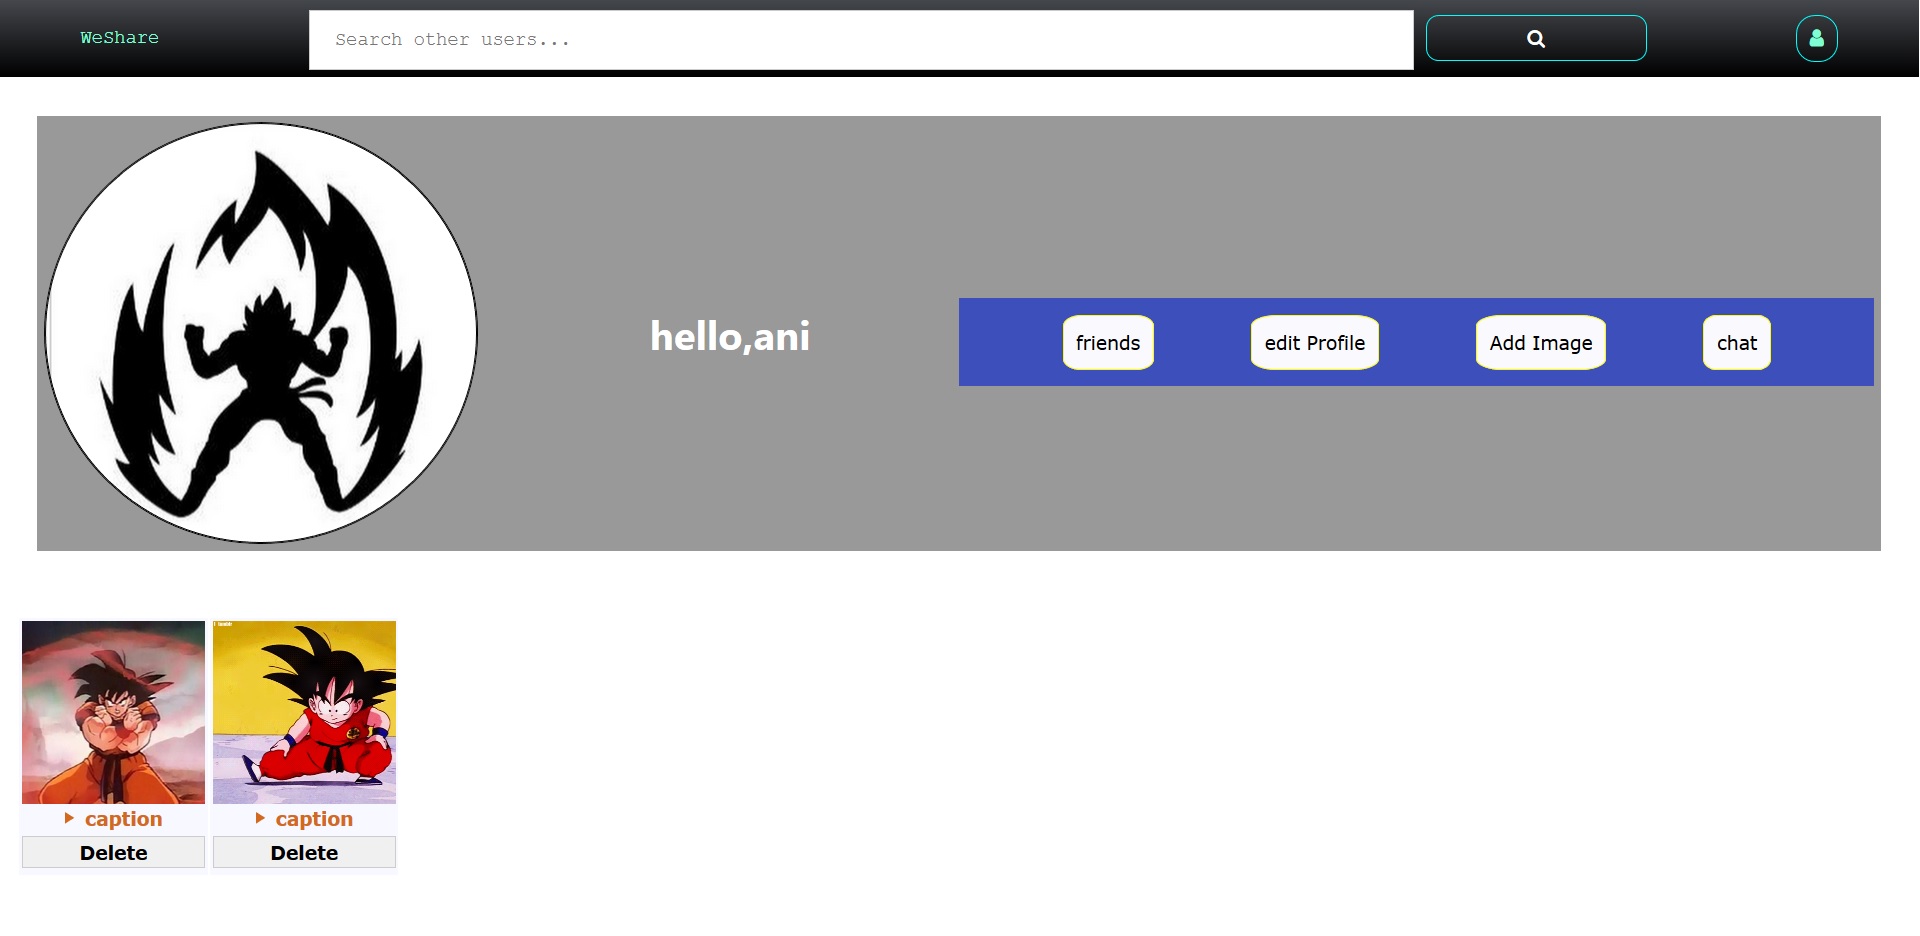 WeShare
Search other users...
hello,ani
friends
edit Profile
Add Image
chat
caption
caption
Delete
Delete